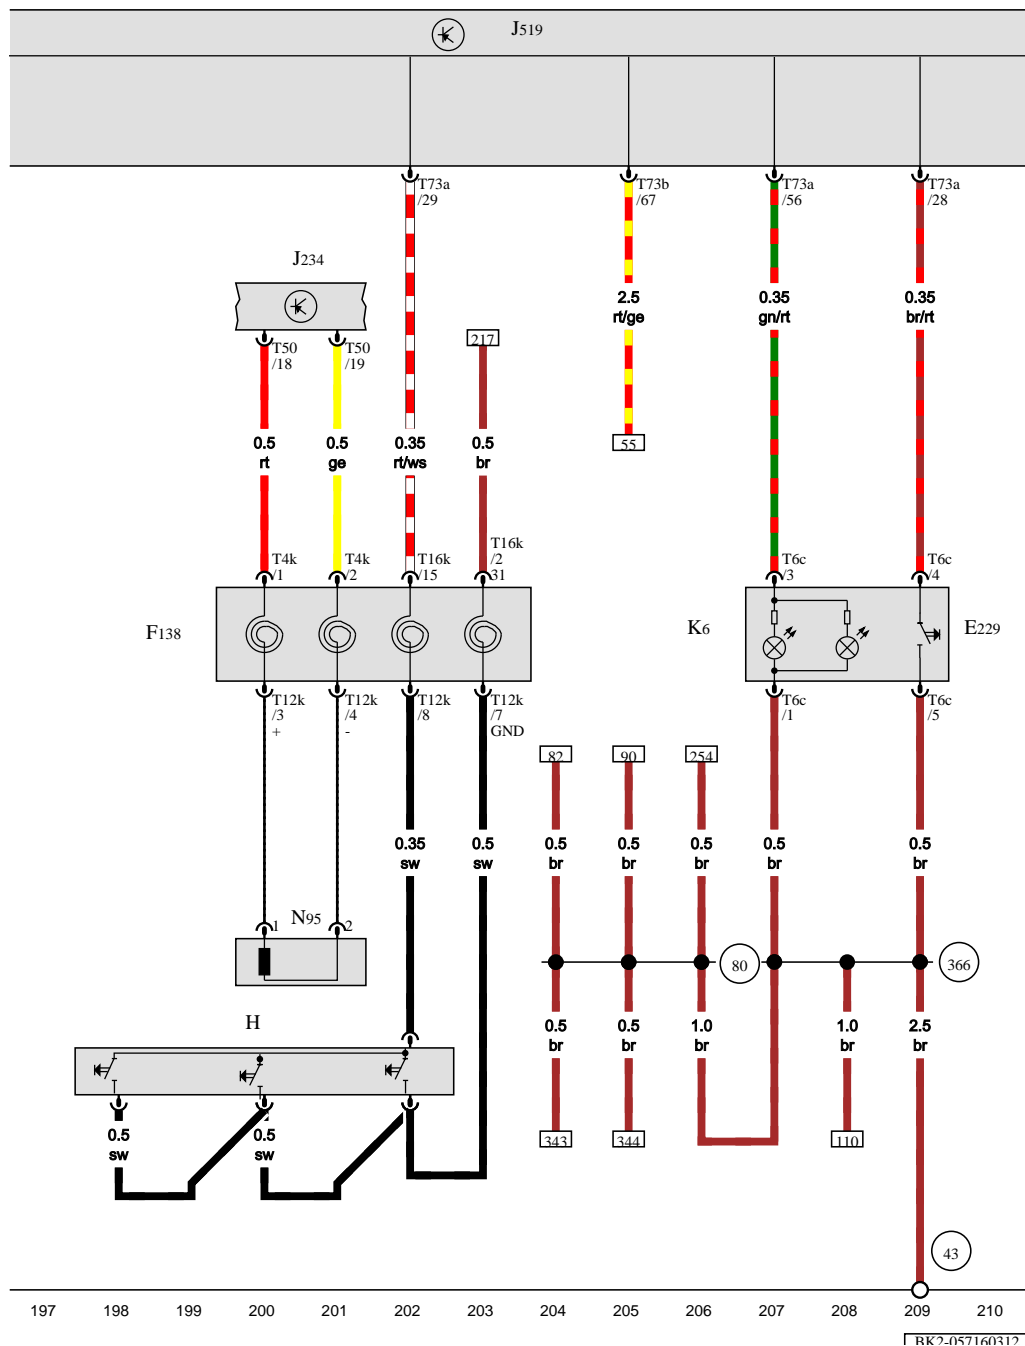 J519
T73a
/29
T73b
/67
T73a
/56
T73a
/28
J234
2.5
rt/ge
0.35
gn/rt
0.35
br/rt
T50
/18
T50
/19
217
0.5
rt
0.5
ge
0.35
rt/ws
0.5
br
55
T4k
/1
T4k
/2
T16k
/15
T16k
/2
31
T6c
/3
T6c
/4
F138
K6
E229
T12k
/3
+
T12k
/4
-
T12k
/8
T12k
/7
GND
T6c
/1
T6c
/5
82
90
254
0.35
sw
0.5
sw
0.5
br
0.5
br
0.5
br
0.5
br
0.5
br
1
N95
2
80
366
H
0.5
br
0.5
br
1.0
br
1.0
br
2.5
br
0.5
sw
0.5
sw
343
344
110
43
197 198 199 200 201 202 203 204 205 206 207 208 209 210
BK2-057160312